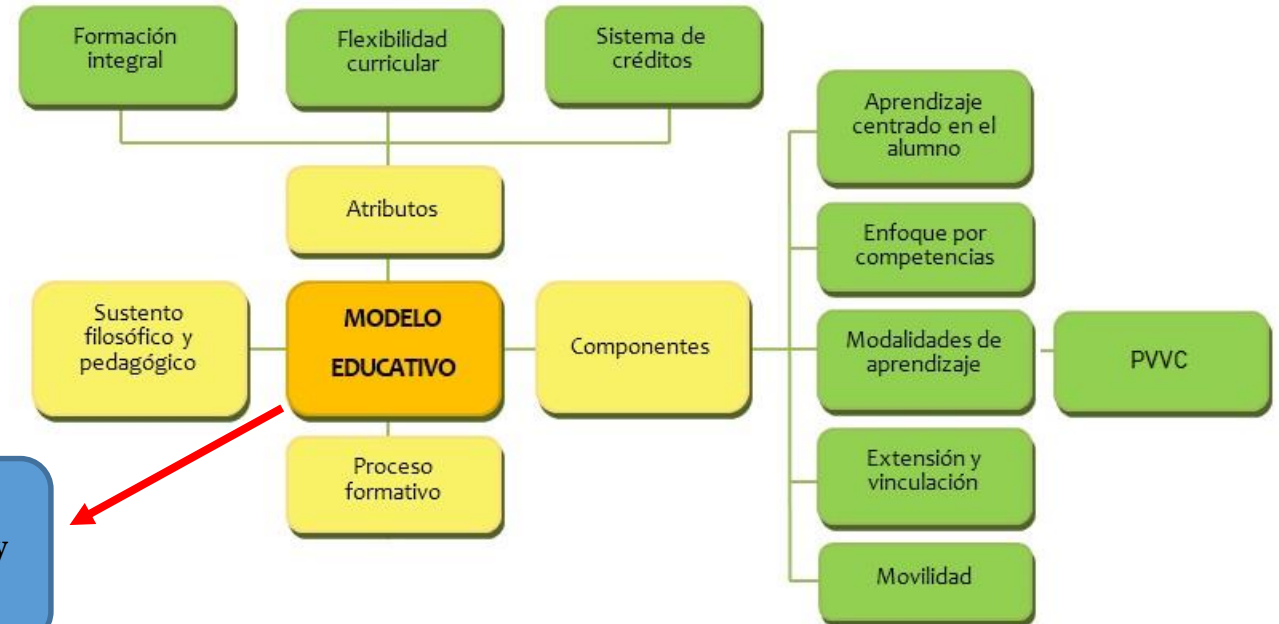 Formación
integral
Flexibilidad
curricular
Sistema de
créditos
Atributos
Sustento
filosófico y
pedagógico
MODELO
EDUCATIVO
Componentes
Proceso
formativo
Aprendizaje
centrado en el
alumno
Enfoque por
competencias
Modalidades de
aprendizaje
PVVC
Extensión y
vinculación
Movilidad
y